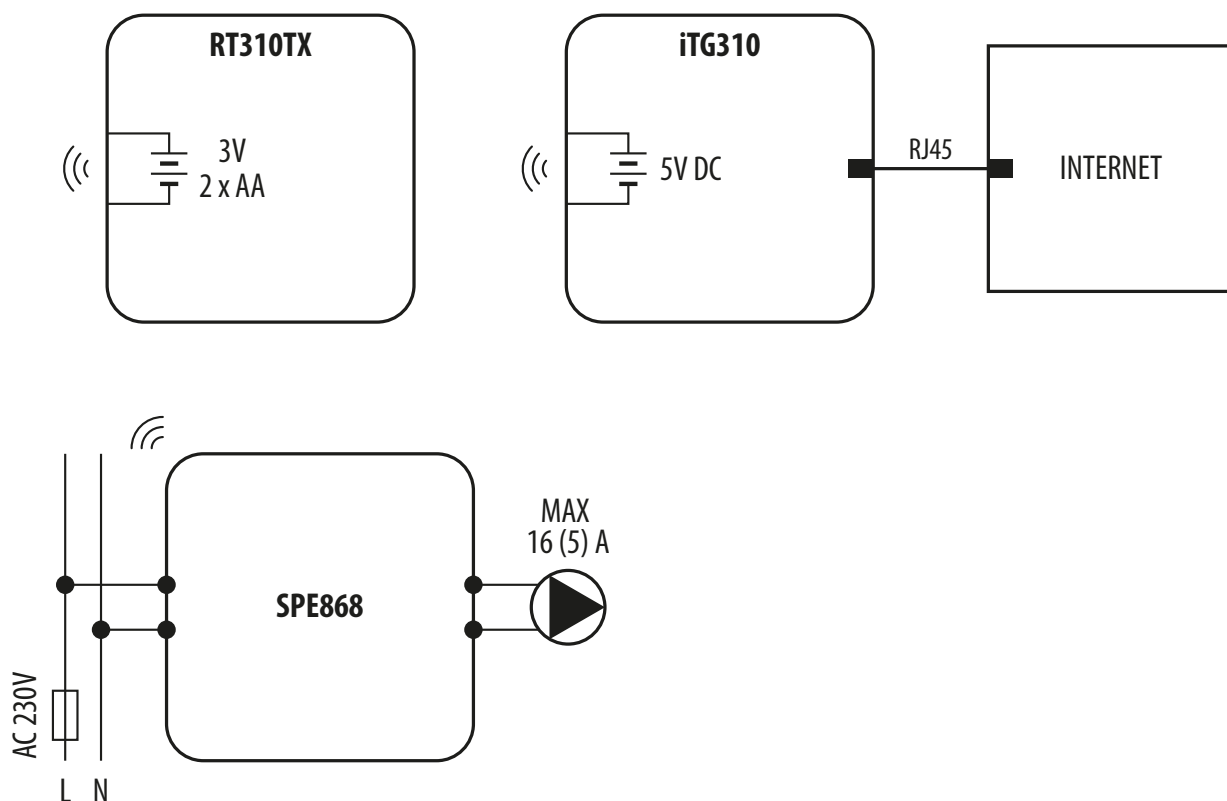 RT310TX
3V
2 x AA
iTG310
5V DC
RJ45
INTERNET
MAX
16 (5) A
SPE868
AC 230V
L N